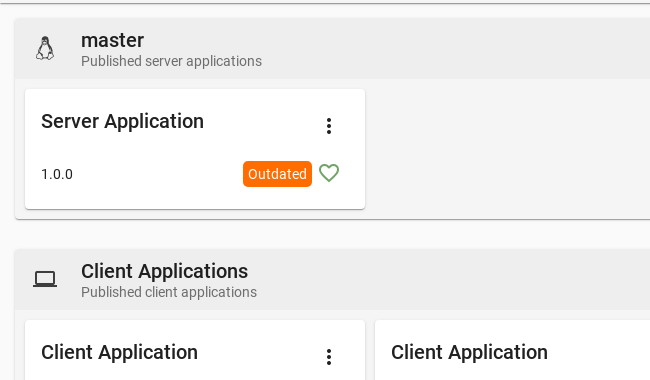 master
Published server applications
Server Application
1.0.0
Outdated
Client Applications
Published client applications
Client Application
Client Application